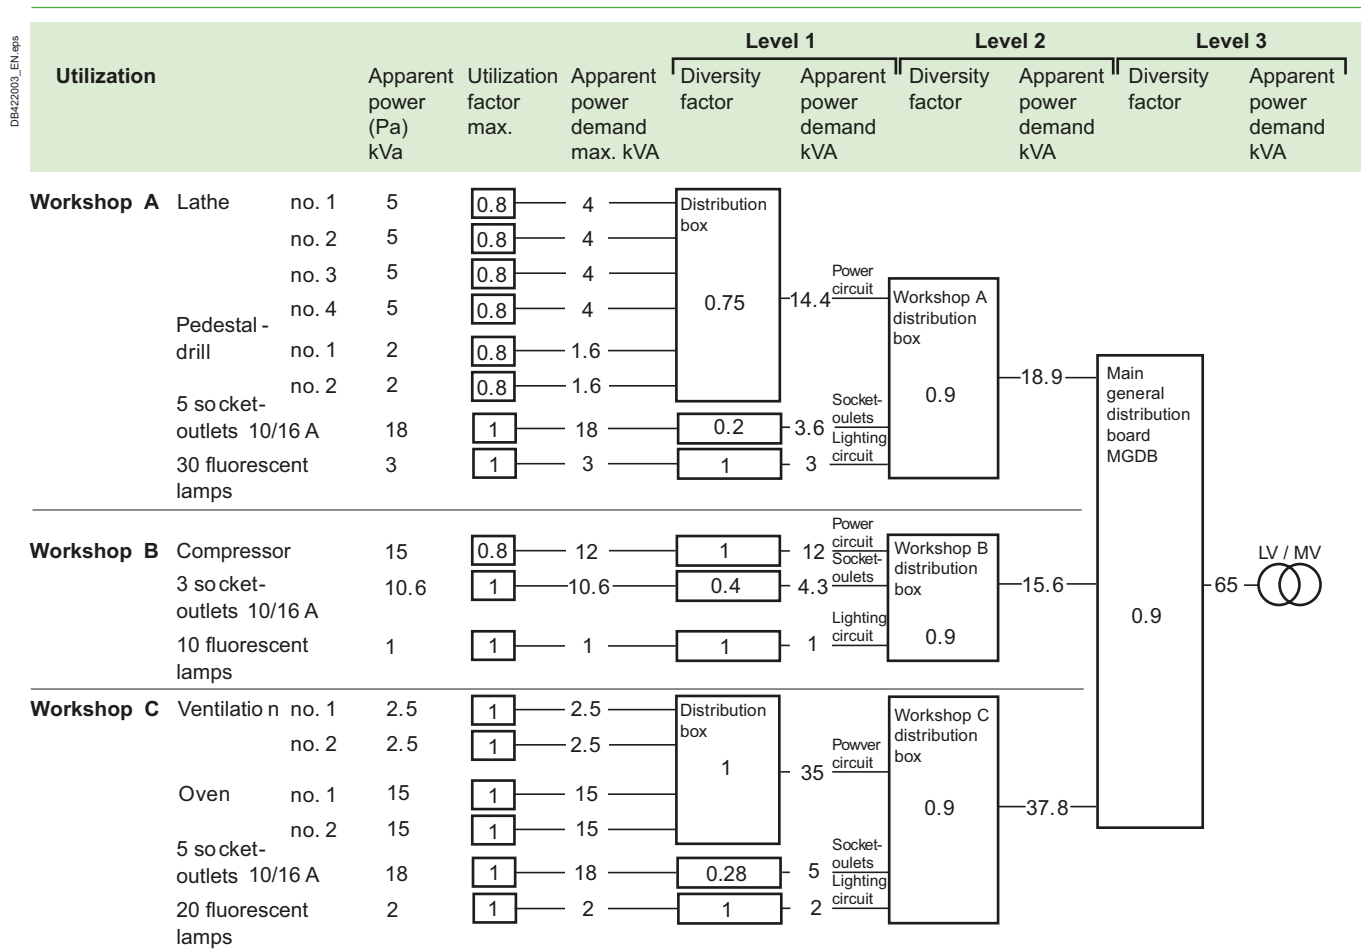 DB422003_EN.eps
Level 1 Level 2 Level 3
Utilization Apparent Utilization Apparent Diversity Apparent Diversity Apparent Diversity Apparent
power factor power factor power factor power factor power
(Pa) max. demand demand demand demand
kVa max. kVA kVA kVA kVA
Workshop A Lathe no. 1 5 0.8 4 Distribution
box
no. 2 5 0.8 4
no. 3 5 0.8 4 Power
circuit
no. 4 5 0.8 4 0.75 14.4 Workshop A
distribution
box
Pedestal -
drill no. 1 2 0.8 1.6
no. 2 2 0.8 1.6 0.9 18.9 Main
general
distribution
board
MGDB
5 so cket- Socket-
outlets 10/16 A 18 1 18 0.2 3.6 oulets
30 fluorescent 3 1 3 1 3 Lighting
circuit
lamps
Workshop B Compressor 15 0.8 12 1 12 Power
circuit
Workshop B
distribution
box
3 socket- 10.6 1 10.6 0.4 4.3 Socket-
oulets
15.6 65 LV / MV
outlets 10/16 A
0.9
10 fluorescent 1 1 1 1 1 Lighting
circuit
0.9
lamps
Workshop C Ventilatio n no. 1 2.5 1 2.5 Distribution
box
Workshop C
distribution
box
no. 2 2.5 1 2.5 1 35 Powver
circuit
Oven no. 1 15 1 15 0.9 37.8
no. 2 15 1 15
5 so cket- Socket-
outlets 10/16 A 18 1 18 0.28 5 oulets
20 fluorescent 2 1 2 1 2 Lighting
circuit
lamps